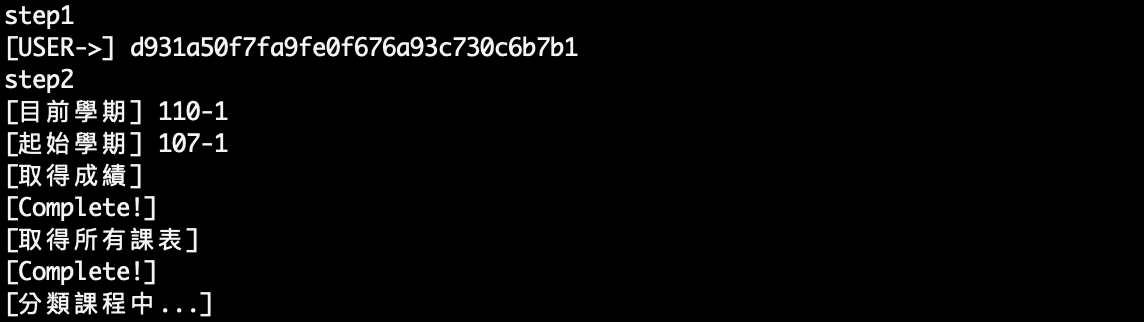 step1
[USER->] d931a50f7fa9fe0f676a93c730c6b7b1
step2
[目前學期] 110-1
[起始學期] 107-1
[取得成績]
[Complete!]
[取得所有課表]
[Complete!]
[分類課程中...]